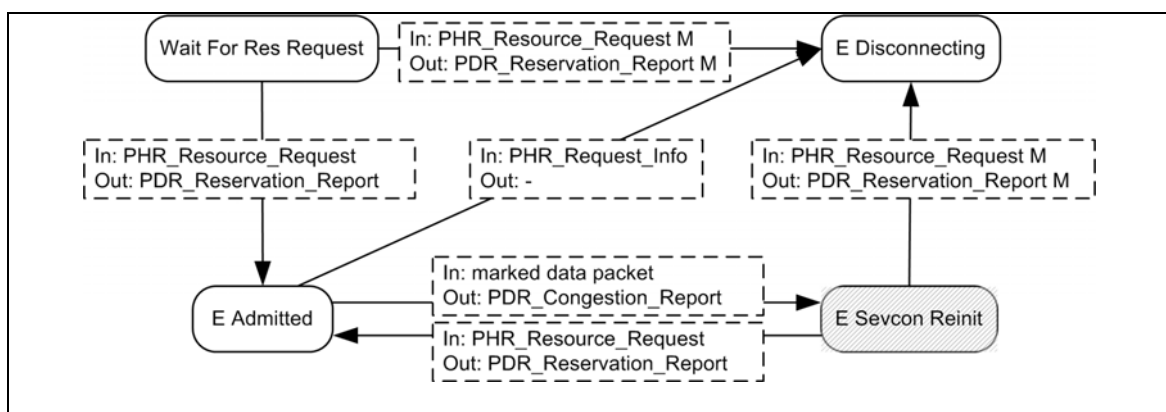 Wait For Res Request
In: PHR_Resource_Request M
Out: PDR_Reservation_Report M
E Disconnecting
In: PHR_Resource_Request
Out: PDR_Reservation_Report
In: PHR_Request_Info
Out: -
In: PHR_Resource_Request M
Out: PDR_Reservation_Report M
E Admitted
In: marked data packet
Out: PDR_Congestion_Report
E Sevcon Reinit
In: PHR_Resource_Request
Out: PDR_Reservation_Report